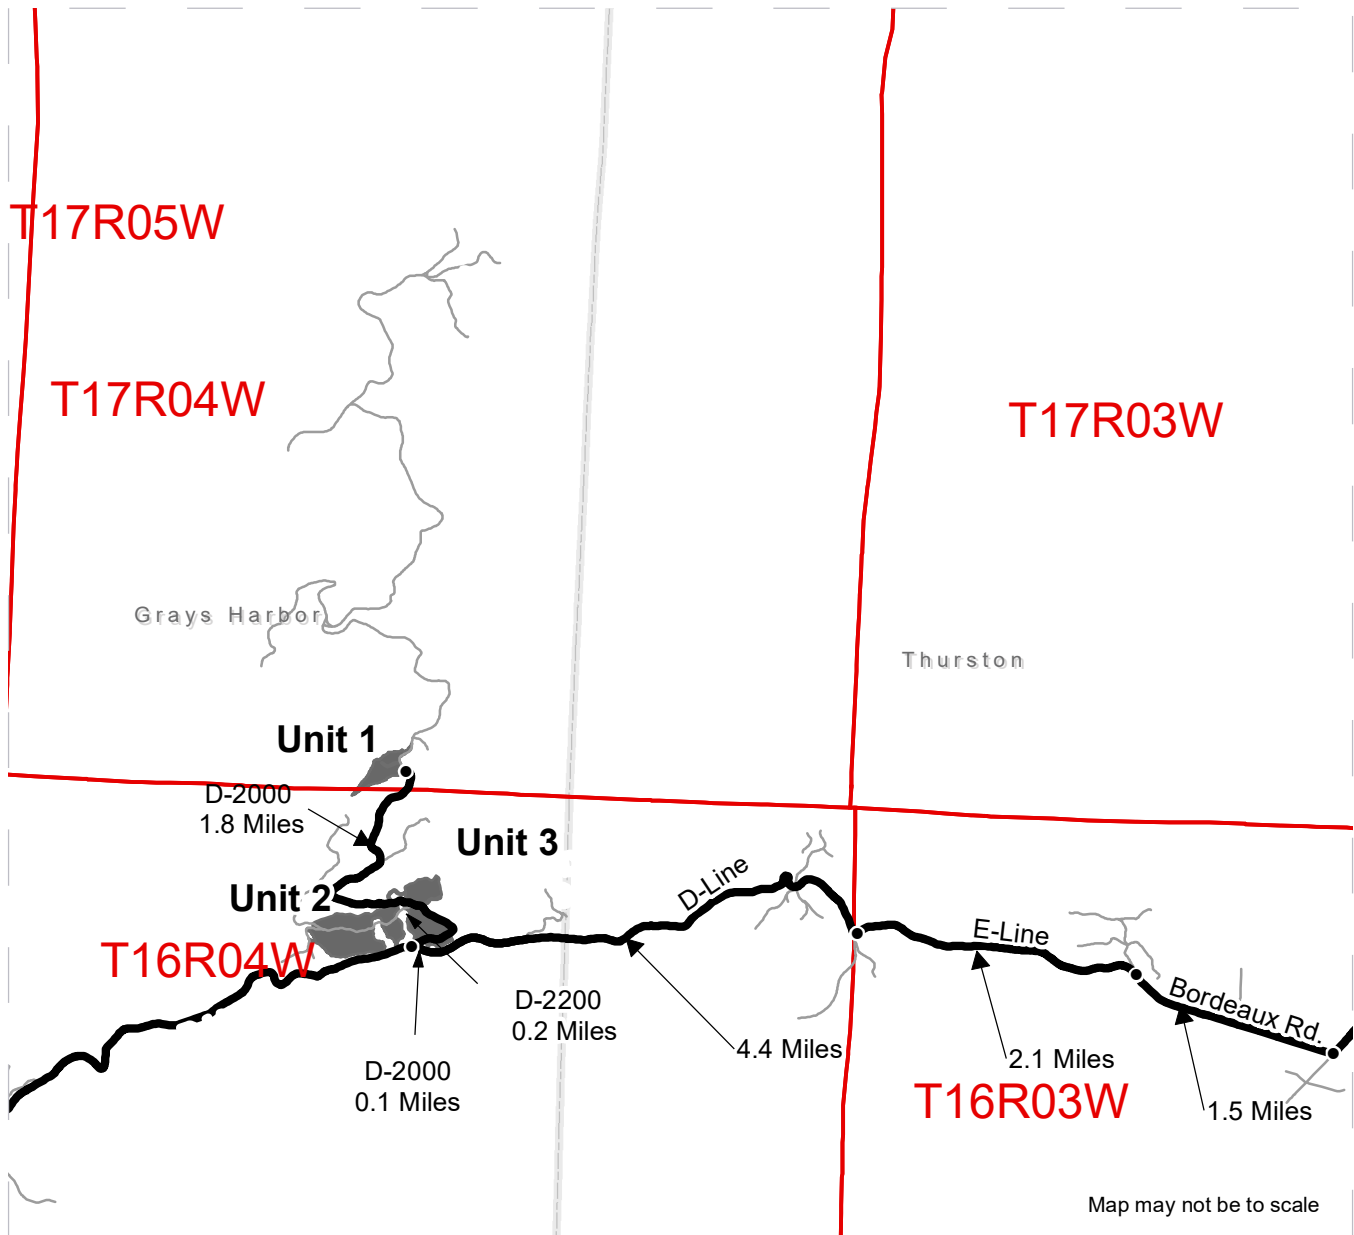 T17R05W
T17R04W
T17R03W
Grays Harbor
Thurston
Unit 1
D-2000
1.8 Miles
Unit 3
D-Line
Unit 2
E-Line
T16R04W
Bordeaux Rd.
D-2200
0.2 Miles
4.4 Miles
2.1 Miles
D-2000
0.1 Miles
T16R03W
1.5 Miles
Map may not be to scale